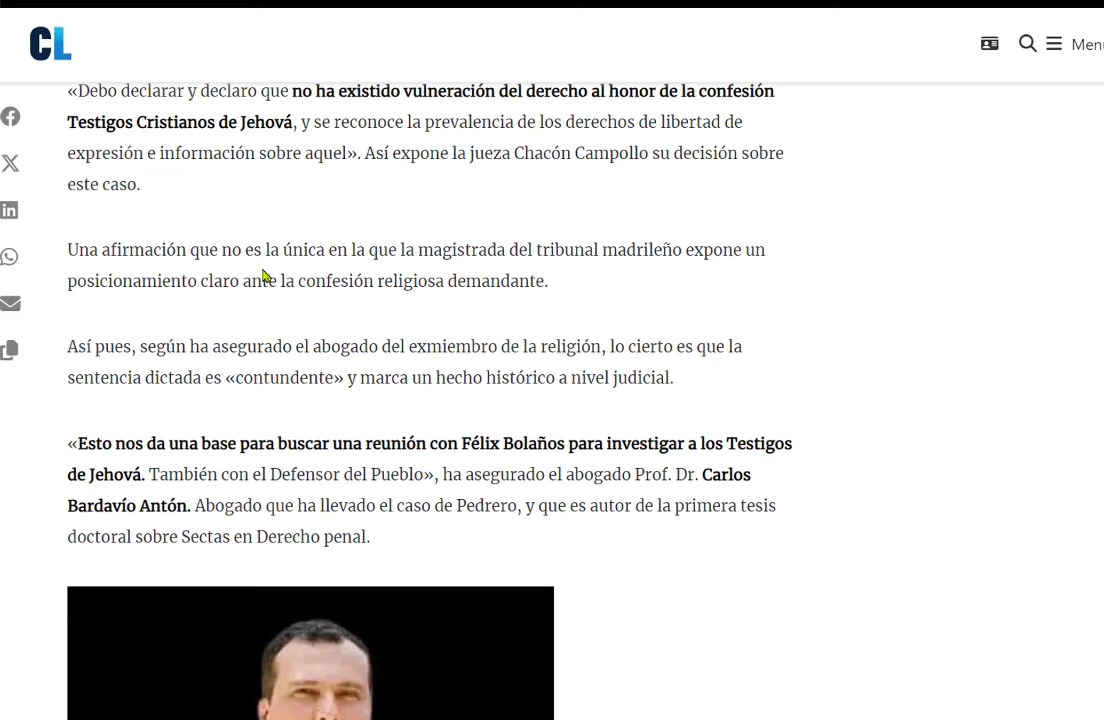 CL
Menú
«Debo declarar y declaro que no ha existido vulneración del derecho al honor de la confesión
Testigos Cristianos de Jehová, y se reconoce la prevalencia de los derechos de libertad de
expresión e información sobre aquel». Así expone la jueza Chacón Campollo su decisión sobre
este caso.
Una afirmación que no es la única en la que la magistrada del tribunal madrileño expone un
posicionamiento claro ante la confesión religiosa demandante.
Así pues, según ha asegurado el abogado del exmiembro de la religión, lo cierto es que la
sentencia dictada es «contundente» y marca un hecho histórico a nivel judicial.
«Esto nos da una base para buscar una reunión con Félix Bolaños para investigar a los Testigos
de Jehová. También con el Defensor del Pueblo», ha asegurado el abogado Prof. Dr. Carlos
Bardavío Antón. Abogado que ha llevado el caso de Pedrero, y que es autor de la primera tesis
doctoral sobre Sectas en Derecho penal.